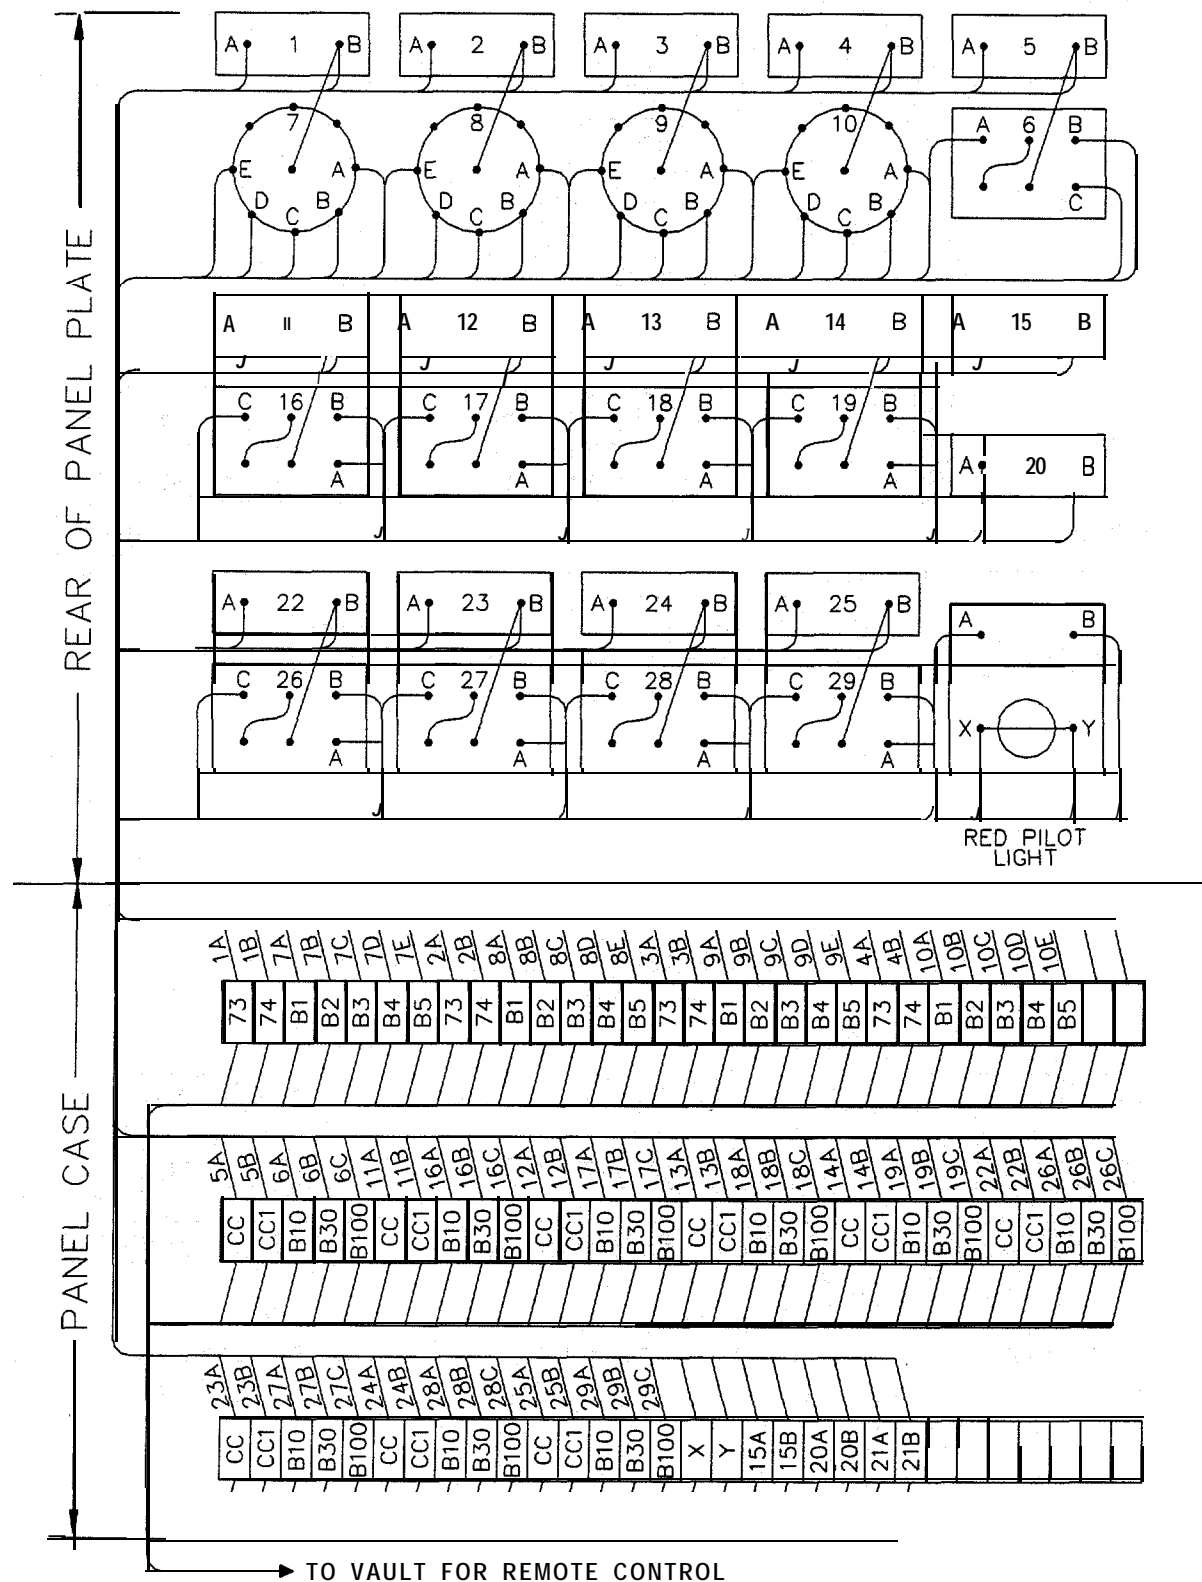 A 1 B A 2 B A 3 B A 4 B A 5 B
7 8 9 10 A 6 B
E A E A E A E A
D C B D C B D C B D C B C
A 11 B A 12 B A 13 B A 14 B A 15 B
J J J J J
C 16 B C 17 B C 18 B C 19 B
A 20 B
A A A A
J J J J J
A 22 B A 23 B A 24 B A 25 B
A B
C 26 B C 27 B C 28 B C 29 B
X Y
A A A A
J J
RED PILOT
LIGHT
REAR OF PANEL PLATE
1A 1B 7A 7B 7C 7D 7E 2A 2B 8A 8B 8C 8D 8E 3A 3B 9A 9B 9C 9D 9E 4A 4B 10A 10B 10C 10D 10E
73 74 B1 B2 B3 B4 B5 73 74 B1 B2 B3 B4 B5 73 74 B1 B2 B3 B4 B5 73 74 B1 B2 B3 B4 B5
5A 5B 6A 6B 6C 11A 11B 16A 16B 16C 12A 12B 17A 17B 17C 13A 13B 18A 18B 18C 14A 14B 19A 19B 19C 22A 22B 26A 26B 26C
CC CC1 B10 B30 B100 CC CC1 B10 B30 B100 CC CC1 B10 B30 B100 CC CC1 B10 B30 B100 CC CC1 B10 B30 B100 CC CC1 B10 B30 B100
PANEL CASE
23A 23B 27A 27B 27C 24A 24B 28A 28B 28C 25A 25B 29A 29B 29C
CC CC1 B10 B30 B100 CC CC1 B10 B30 B100 CC CC1 B10 B30 B100 X Y 15A 15B 20A 20B 21A 21B
TO VAULT FOR REMOTE CONTROL